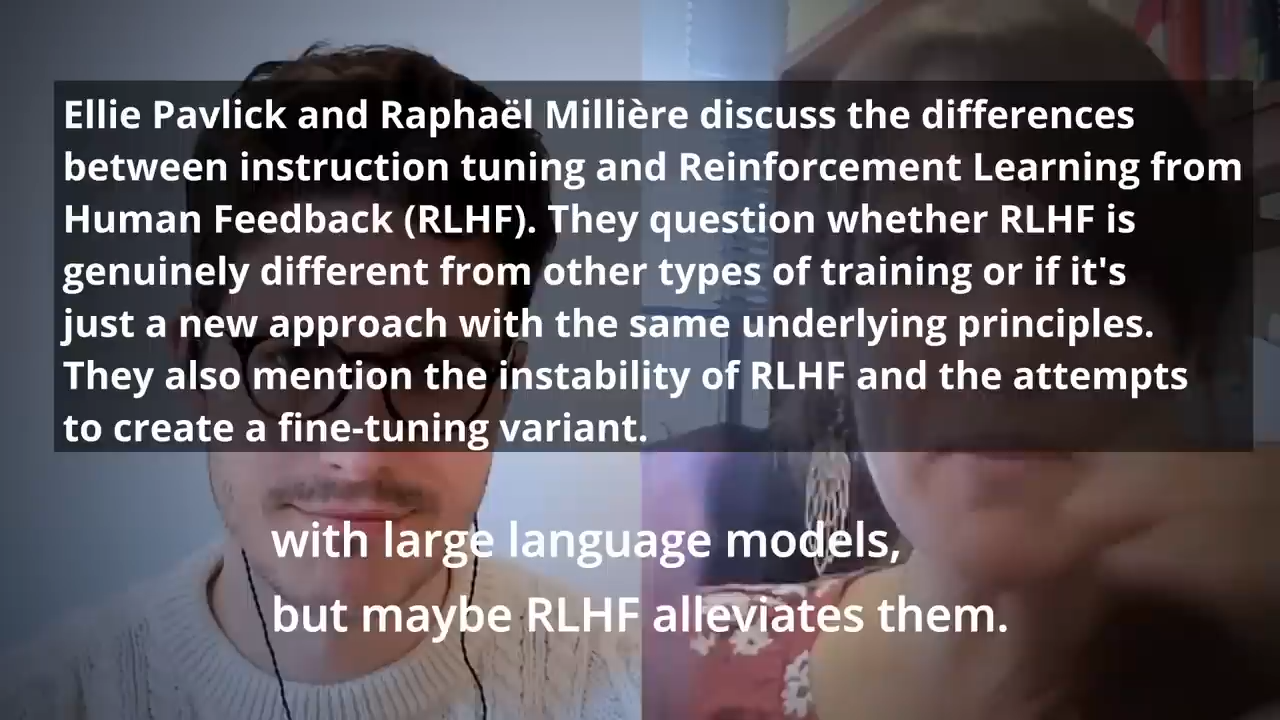 Ellie Pavlick and Raphaël Millière discuss the differences
between instruction tuning and Reinforcement Learning from
Human Feedback (RLHF). They question whether RLHF is
genuinely different from other types of training or if it's
just a new approach with the same underlying principles.
They also mention the instability of RLHF and the attempts
to create a fine-tuning variant.
with large language models,
but maybe RLHF alleviates them.